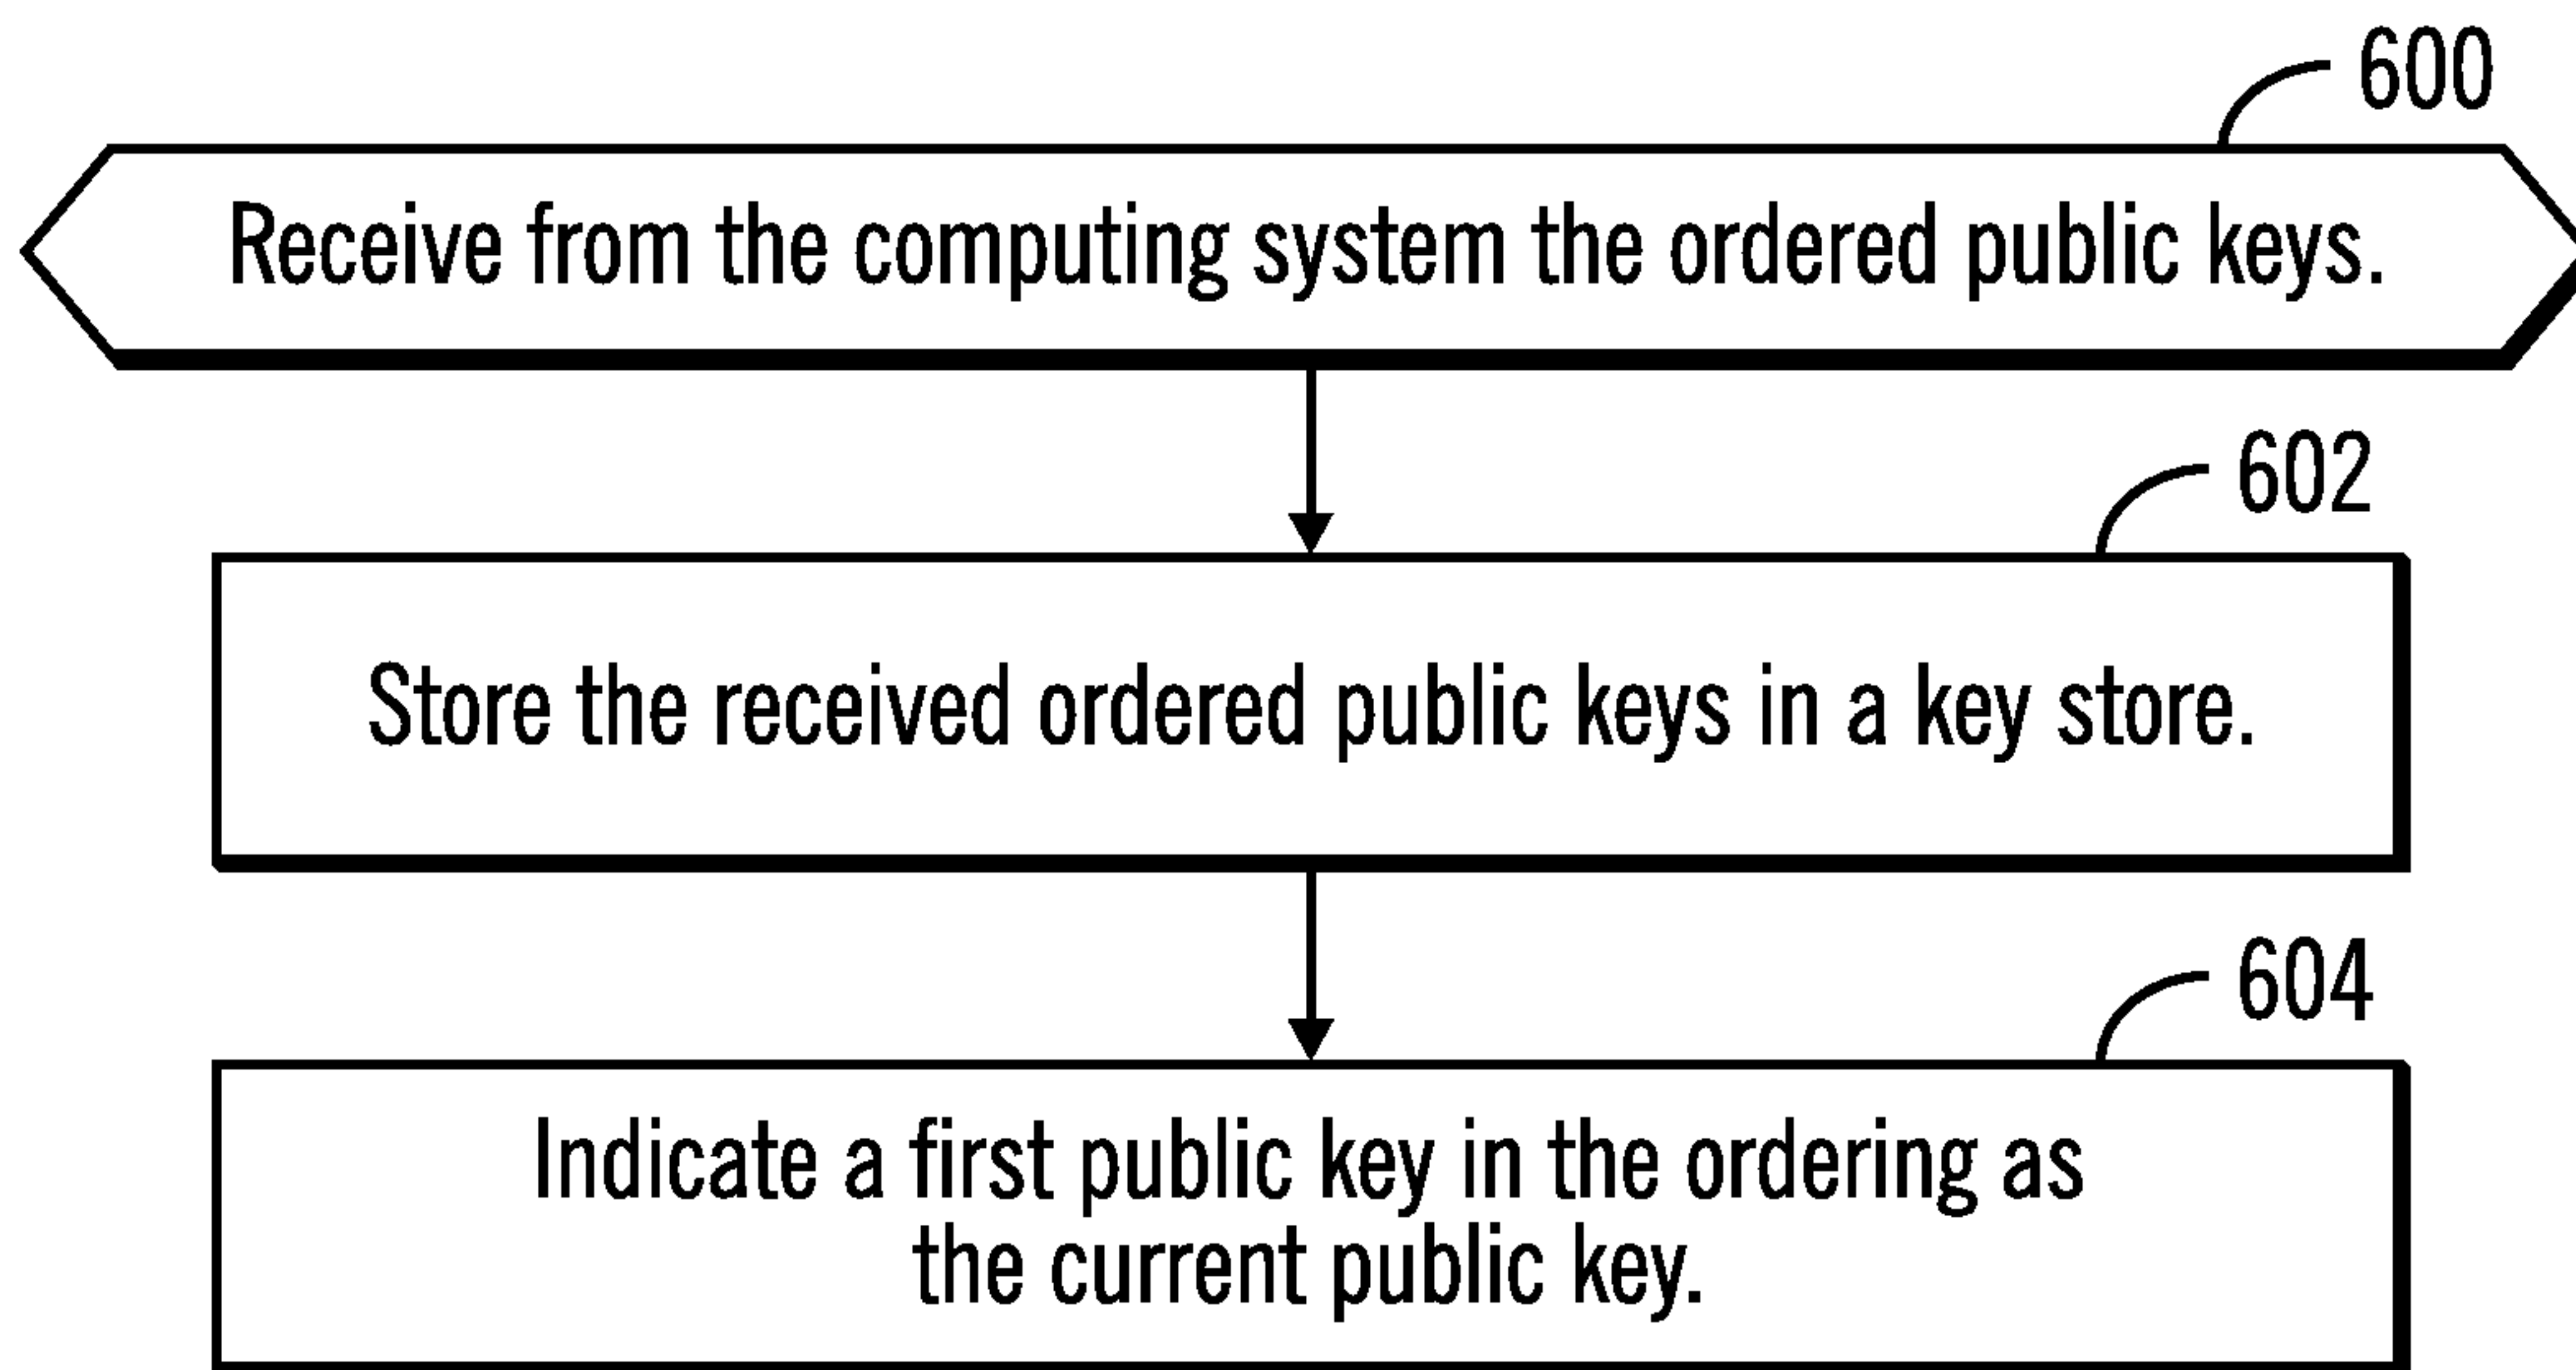 600
Receive from the computing system the ordered public keys.
602
Store the received ordered public keys in a key store.
604
Indicate a first public key in the ordering as
the current public key.